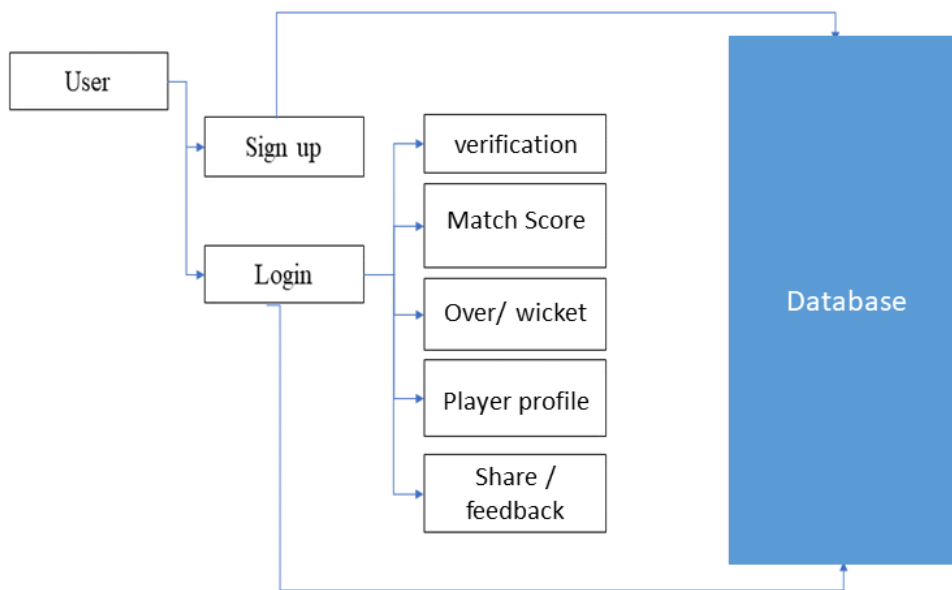 User
Sign up
Login
verification
Match Score
Over/ wicket
Player profile
Share /
feedback
Database